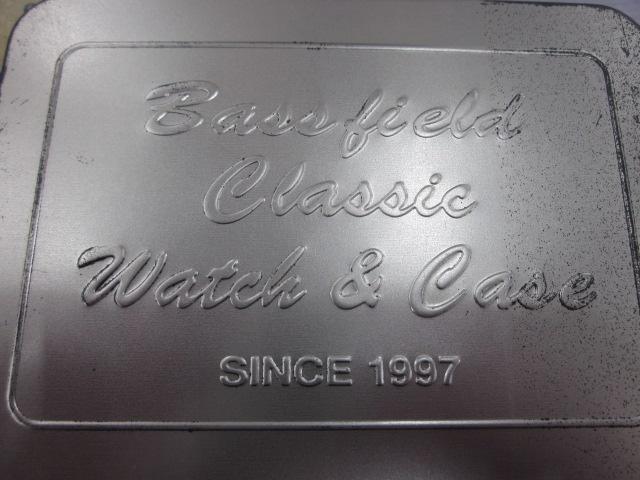 Bassfield
Classic
Watch & Case
SINCE 1997